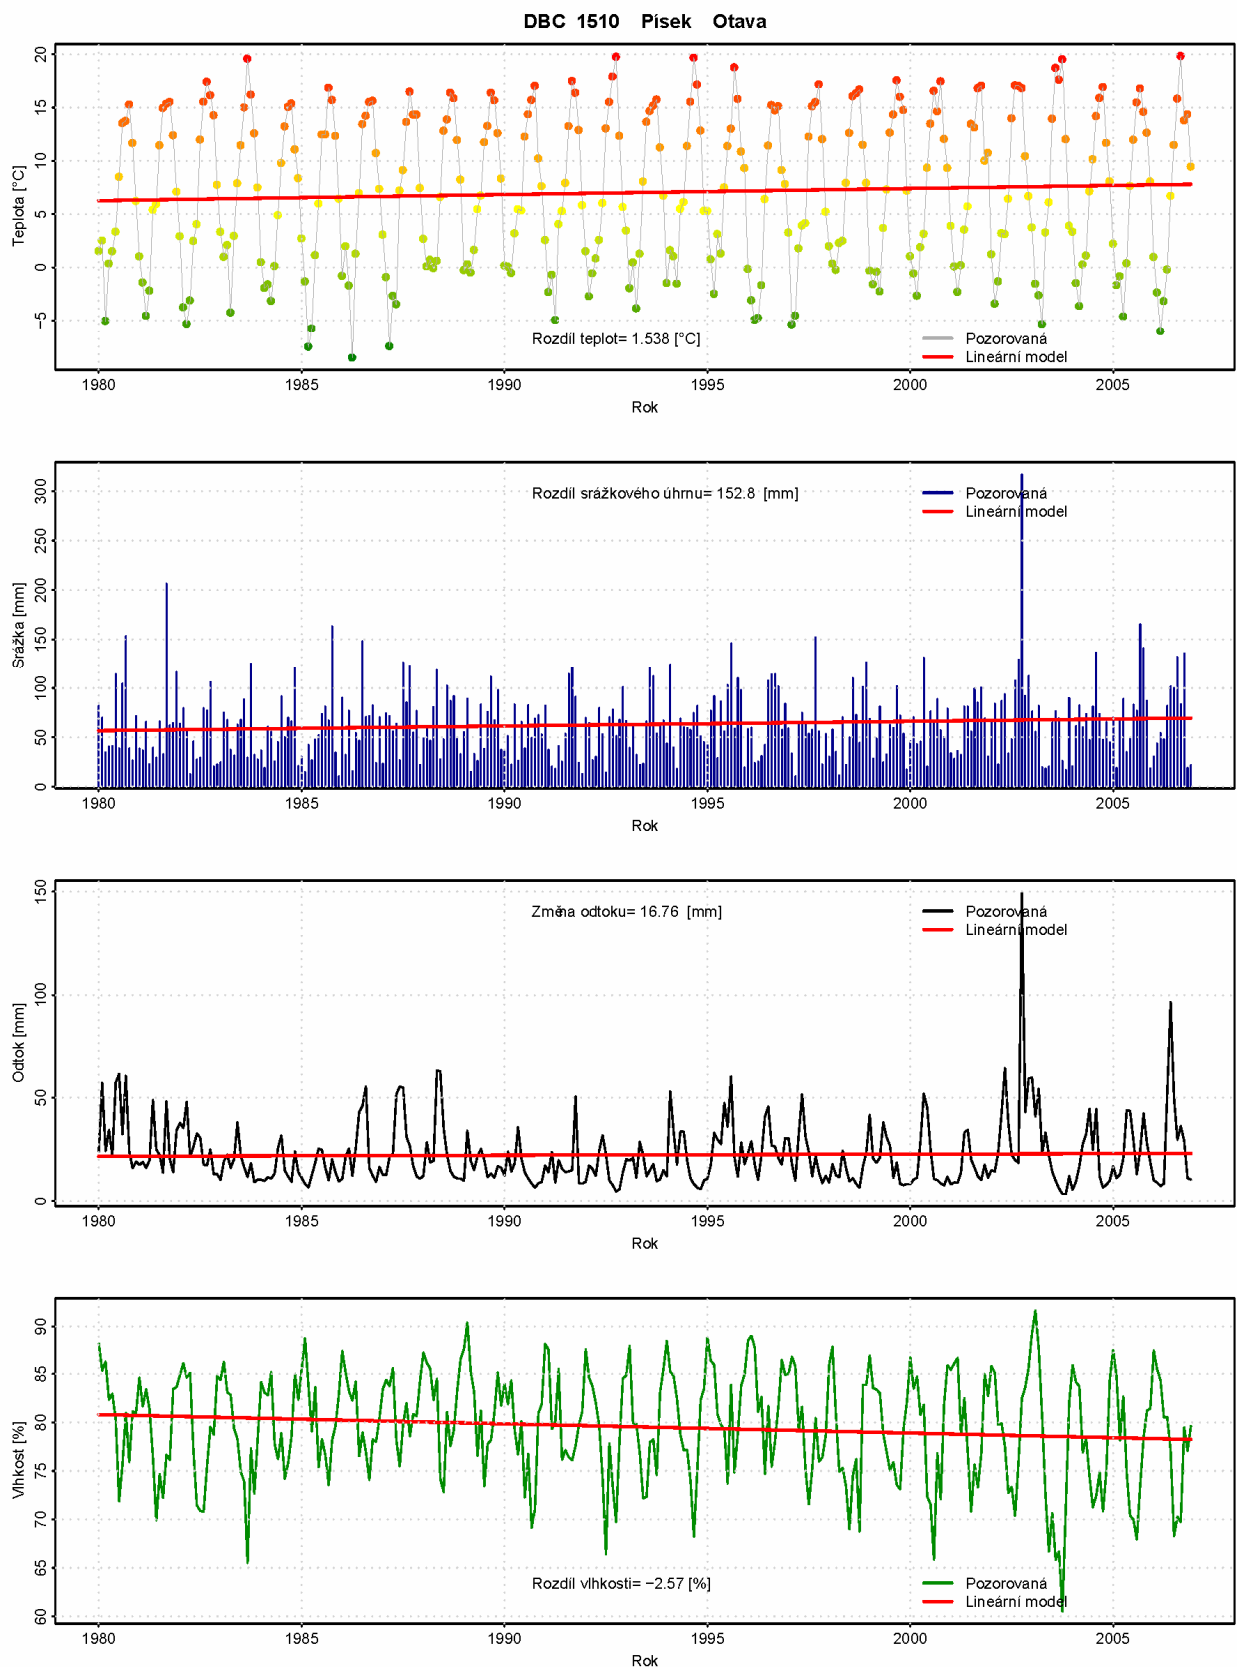 DBC 1510 Písek Otava
Teplota [°C]
20
15
10
5
0
−5
Rozdíl teplot= 1.538 [°C]
Pozorovaná
Lineární model
1980 1985 1990 1995 2000 2005
Rok
Srážka [mm]
300
250
200
150
100
50
0
Rozdíl srážkového úhrnu= 152.8 [mm]
Pozorovaná
Lineární model
1980 1985 1990 1995 2000 2005
Rok
Odtok [mm]
150
100
50
0
Změna odtoku= 16.76 [mm]
Pozorovaná
Lineární model
1980 1985 1990 1995 2000 2005
Rok
Vlhkost [%]
90
85
80
75
70
65
60
Rozdíl vlhkosti= −2.57 [%]
Pozorovaná
Lineární model
1980 1985 1990 1995 2000 2005
Rok